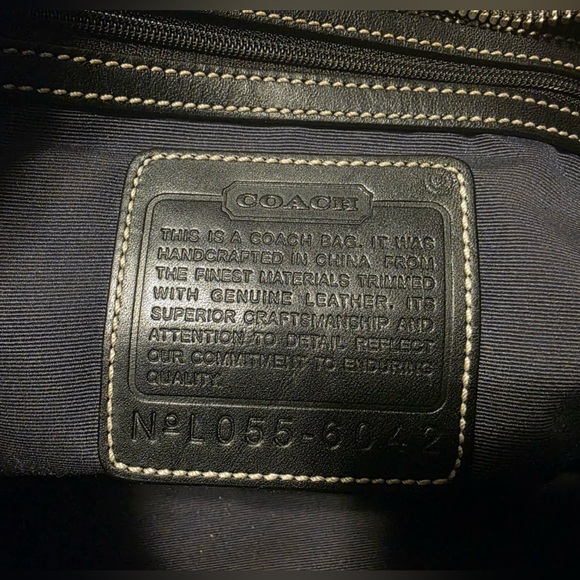 COACH
THIS IS A COACH BAG. IT WAS
HANDCRAFTED IN CHINA FROM
THE FINEST MATERIALS TRIMMED
WITH GENUINE LEATHER. ITS
SUPERIOR CRAFTSMANSHIP AND
ATTENTION TO DETAIL REFLECT
OUR COMMITMENT TO ENDURING
QUALITY.
Nº L055-6042